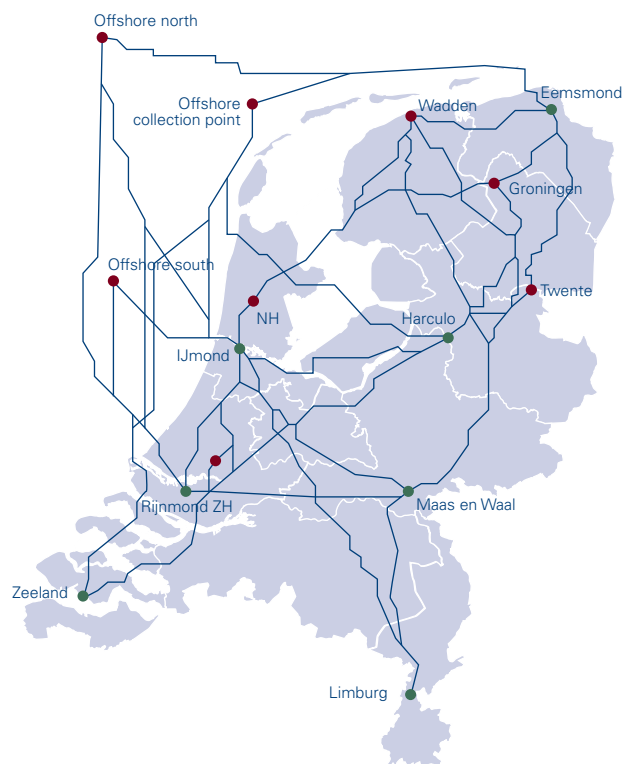 Offshore north
Eemsmond
Offshore
collection point
Wadden
Groningen
Offshore south
Twente
NH
Harculo
IJmond
Rijnmond ZH
Maas en Waal
Zeeland
Limburg